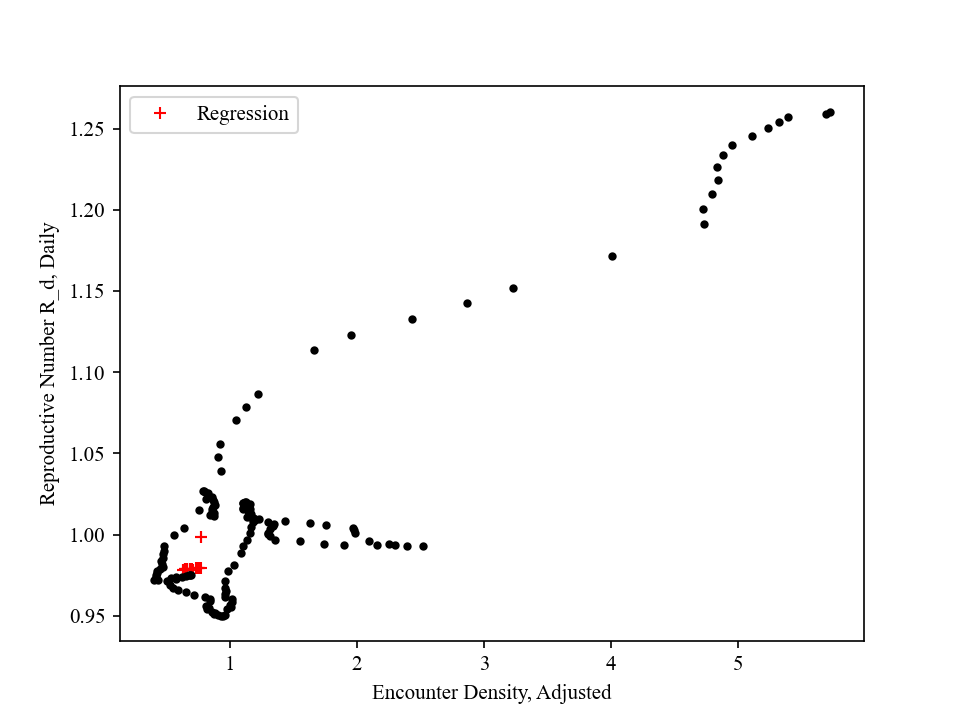 Regression
1.25
1.20
1.15
1.10
1.05
1.00
0.95
Reproductive Number R_d, Daily
1 2 3 4 5
Encounter Density, Adjusted